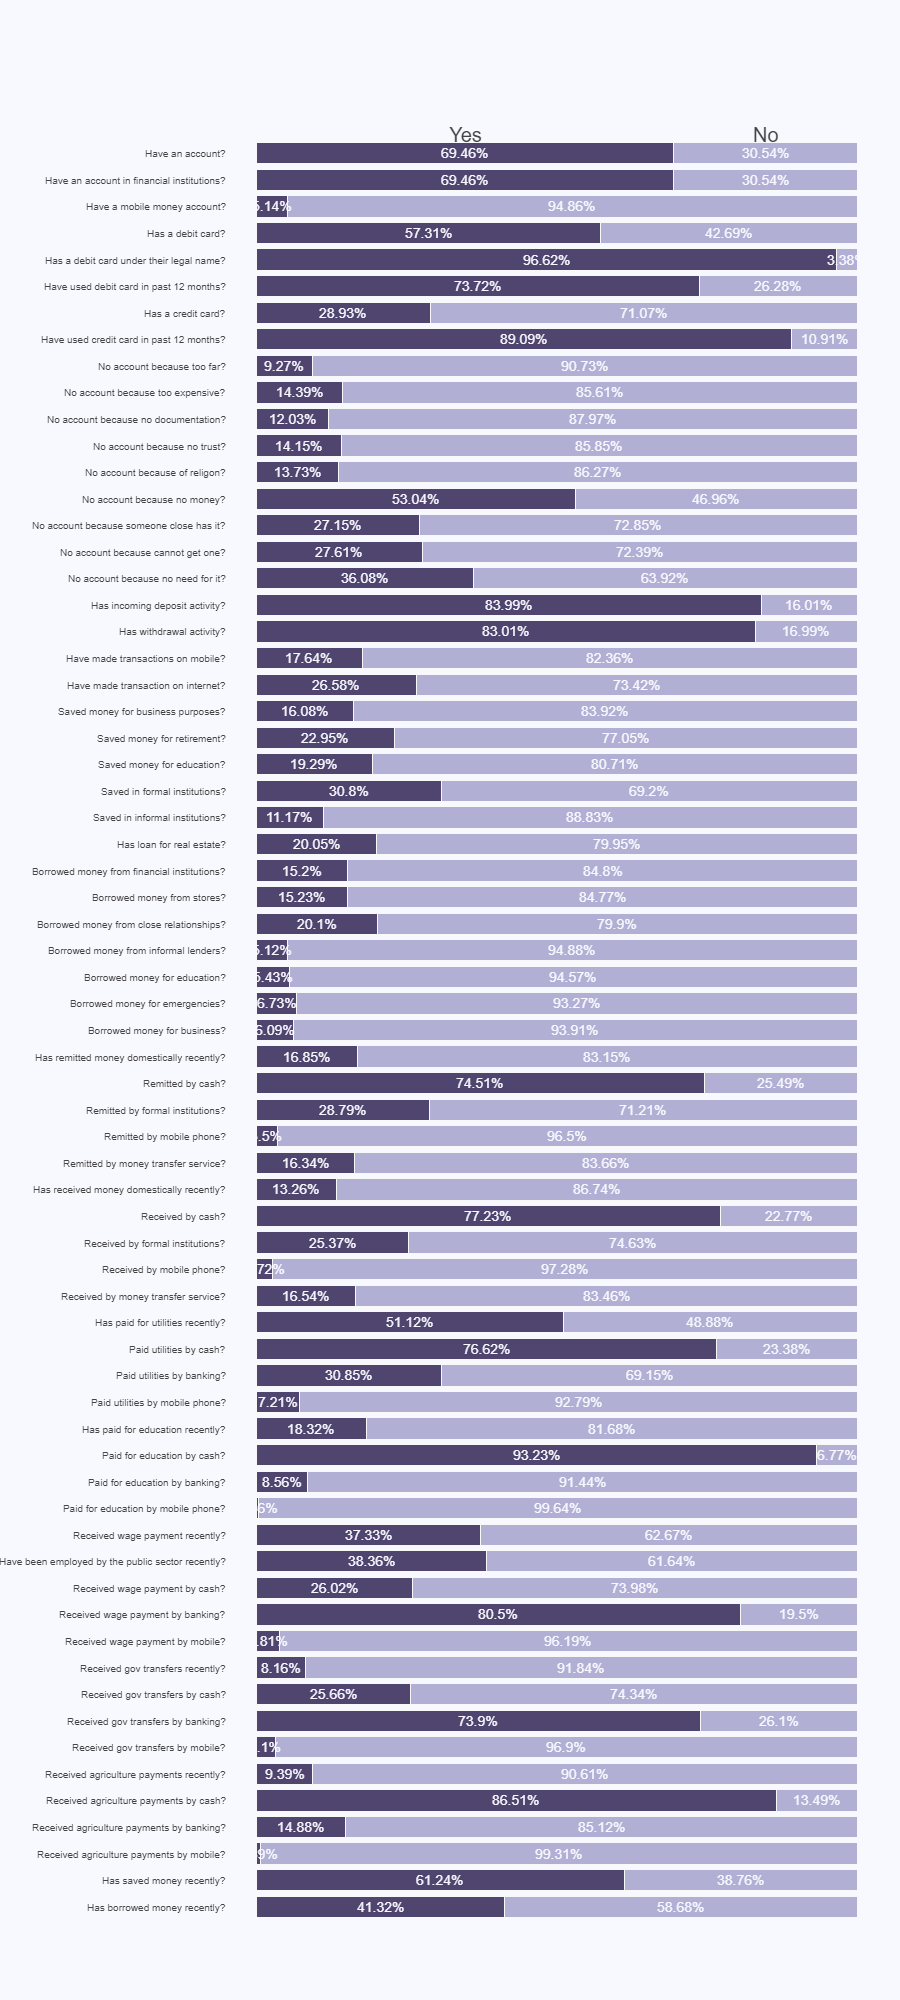 Yes No
Have an account? 69.46% 30.54%
Have an account in financial institutions? 69.46% 30.54%
Have a mobile money account? 5.14% 94.86%
Has a debit card? 57.31% 42.69%
Has a debit card under their legal name? 96.62% 3.38%
Have used debit card in past 12 months? 73.72% 26.28%
Has a credit card? 28.93% 71.07%
Have used credit card in past 12 months? 89.09% 10.91%
No account because too far? 9.27% 90.73%
No account because too expensive? 14.39% 85.61%
No account because no documentation? 12.03% 87.97%
No account because no trust? 14.15% 85.85%
No account because of religon? 13.73% 86.27%
No account because no money? 53.04% 46.96%
No account because someone close has it? 27.15% 72.85%
No account because cannot get one? 27.61% 72.39%
No account because no need for it? 36.08% 63.92%
Has incoming deposit activity? 83.99% 16.01%
Has withdrawal activity? 83.01% 16.99%
Have made transactions on mobile? 17.64% 82.36%
Have made transaction on internet? 26.58% 73.42%
Saved money for business purposes? 16.08% 83.92%
Saved money for retirement? 22.95% 77.05%
Saved money for education? 19.29% 80.71%
Saved in formal institutions? 30.8% 69.2%
Saved in informal institutions? 11.17% 88.83%
Has loan for real estate? 20.05% 79.95%
Borrowed money from financial institutions? 15.2% 84.8%
Borrowed money from stores? 15.23% 84.77%
Borrowed money from close relationships? 20.1% 79.9%
Borrowed money from informal lenders? 5.12% 94.88%
Borrowed money for education? 5.43% 94.57%
Borrowed money for emergencies? 6.73% 93.27%
Borrowed money for business? 6.09% 93.91%
Has remitted money domestically recently? 16.85% 83.15%
Remitted by cash? 74.51% 25.49%
Remitted by formal institutions? 28.79% 71.21%
Remitted by mobile phone? .5% 96.5%
Remitted by money transfer service? 16.34% 83.66%
Has received money domestically recently? 13.26% 86.74%
Received by cash? 77.23% 22.77%
Received by formal institutions? 25.37% 74.63%
Received by mobile phone? 72% 97.28%
Received by money transfer service? 16.54% 83.46%
Has paid for utilities recently? 51.12% 48.88%
Paid utilities by cash? 76.62% 23.38%
Paid utilities by banking? 30.85% 69.15%
Paid utilities by mobile phone? 7.21% 92.79%
Has paid for education recently? 18.32% 81.68%
Paid for education by cash? 93.23% 6.77%
Paid for education by banking? 8.56% 91.44%
Paid for education by mobile phone? 6% 99.64%
Received wage payment recently? 37.33% 62.67%
Have been employed by the public sector recently? 38.36% 61.64%
Received wage payment by cash? 26.02% 73.98%
Received wage payment by banking? 80.5% 19.5%
Received wage payment by mobile? .81% 96.19%
Received gov transfers recently? 8.16% 91.84%
Received gov transfers by cash? 25.66% 74.34%
Received gov transfers by banking? 73.9% 26.1%
Received gov transfers by mobile? .1% 96.9%
Received agriculture payments recently? 9.39% 90.61%
Received agriculture payments by cash? 86.51% 13.49%
Received agriculture payments by banking? 14.88% 85.12%
Received agriculture payments by mobile? 9% 99.31%
Has saved money recently? 61.24% 38.76%
Has borrowed money recently? 41.32% 58.68%